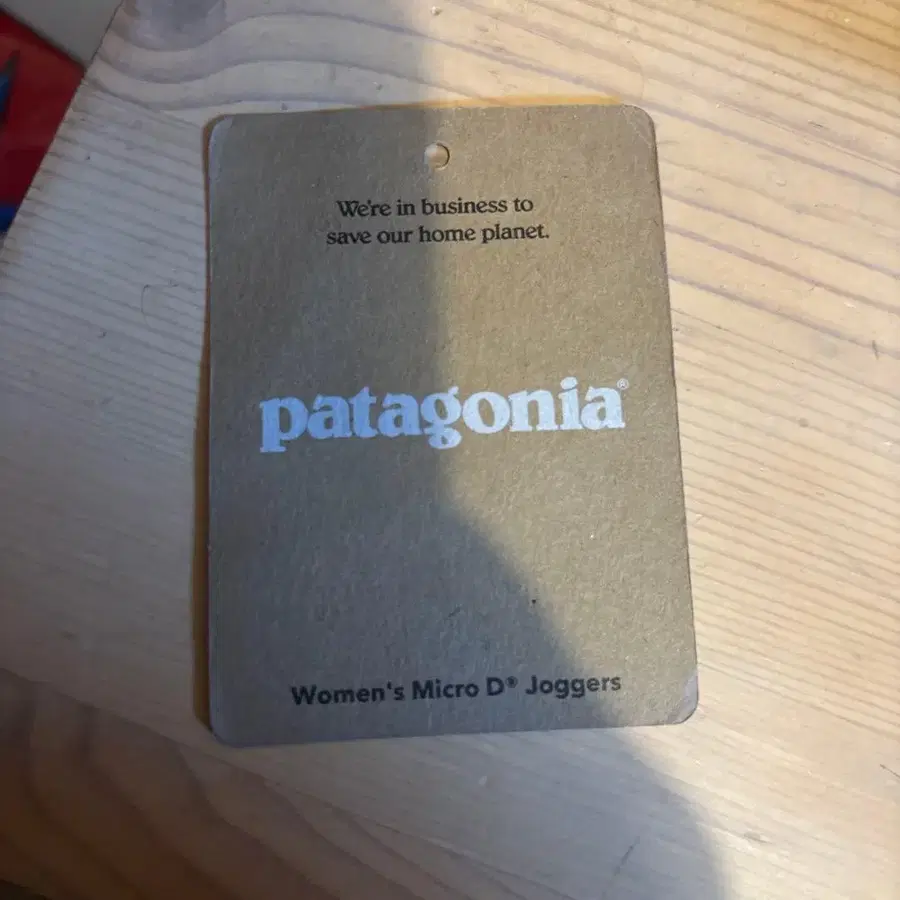 We're in business to
save our home planet.
patagonia®
Women's Micro D® Joggers